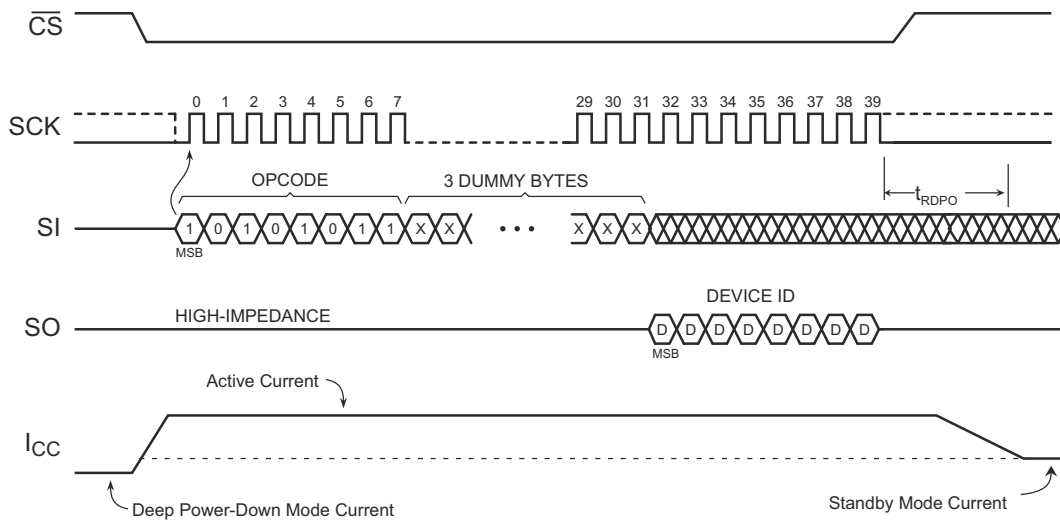 CS
SCK
0 1 2 3 4 5 6 7 29 30 31 32 33 34 35 36 37 38 39
OPCODE 3 DUMMY BYTES tRDPO
SI
1 0 1 0 1 0 1 1 X X X X X
MSB
SO
HIGH-IMPEDANCE
DEVICE ID
D D D D D D D D
MSB
Active Current
ICC
Deep Power-Down Mode Current
Standby Mode Current